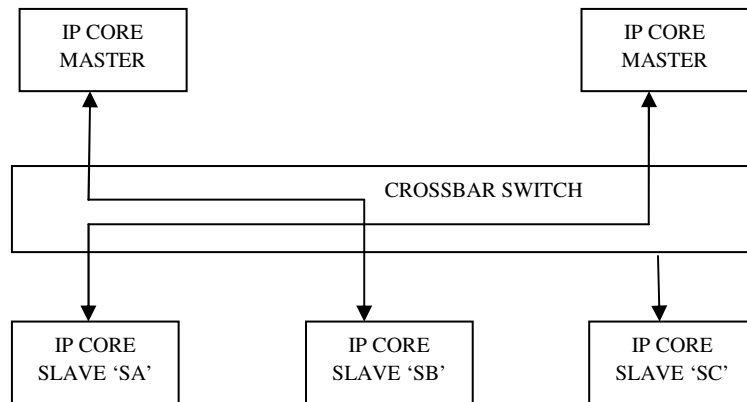 IP CORE
MASTER
IP CORE
MASTER
CROSSBAR SWITCH
IP CORE
SLAVE ‘SA’
IP CORE
SLAVE ‘SB’
IP CORE
SLAVE ‘SC’